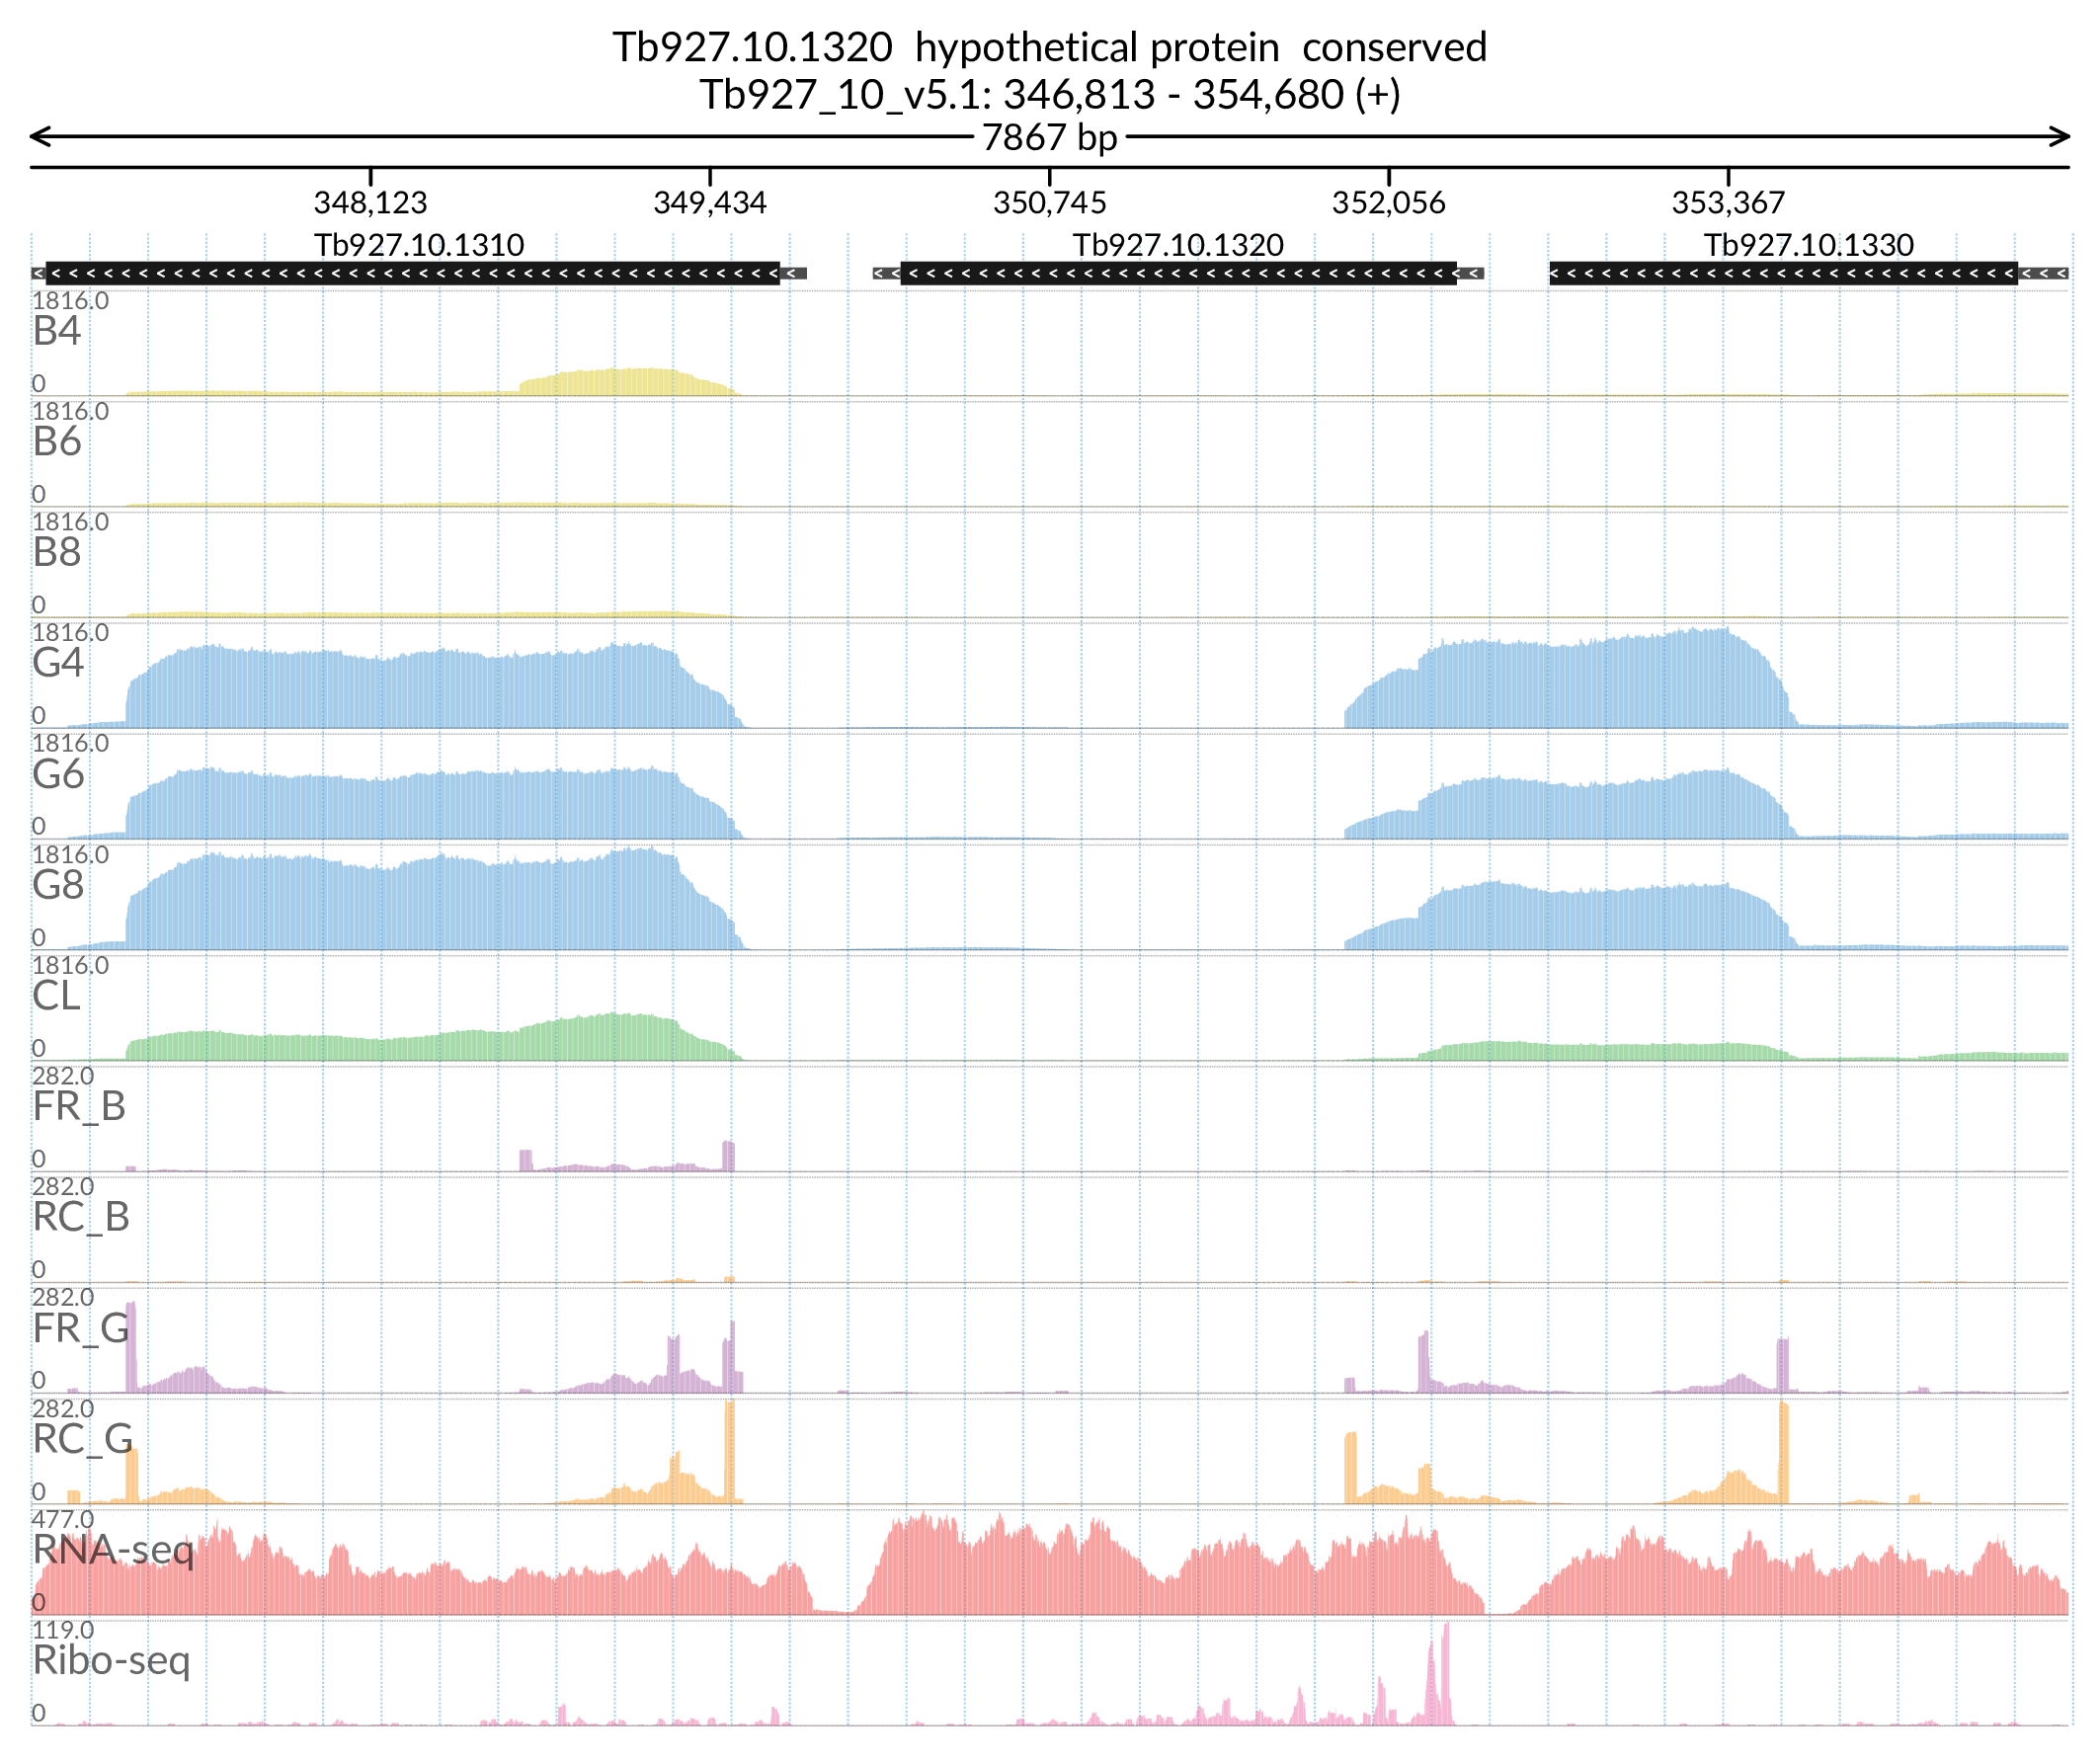 Tb927.10.1320  hypothetical protein  conserved
Tb927_10_v5.1: 346,813 - 354,680 (+)
7867 bp
348,123 349,434 350,745 352,056 353,367
Tb927.10.1310 Tb927.10.1320 Tb927.10.1330
1816.0
B4
0
1816.0
B6
0
1816.0
B8
0
1816.0
G4
0
1816.0
G6
0
1816.0
G8
0
1816.0
CL
0
282.0
FR_B
0
282.0
RC_B
0
282.0
FR_G
0
282.0
RC_G
0
477.0
RNA-seq
0
119.0
Ribo-seq
0